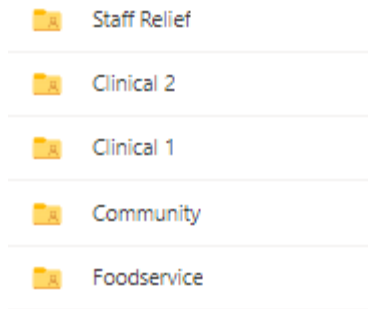 Staff Relief
Clinical 2
Clinical 1
Community
Foodservice